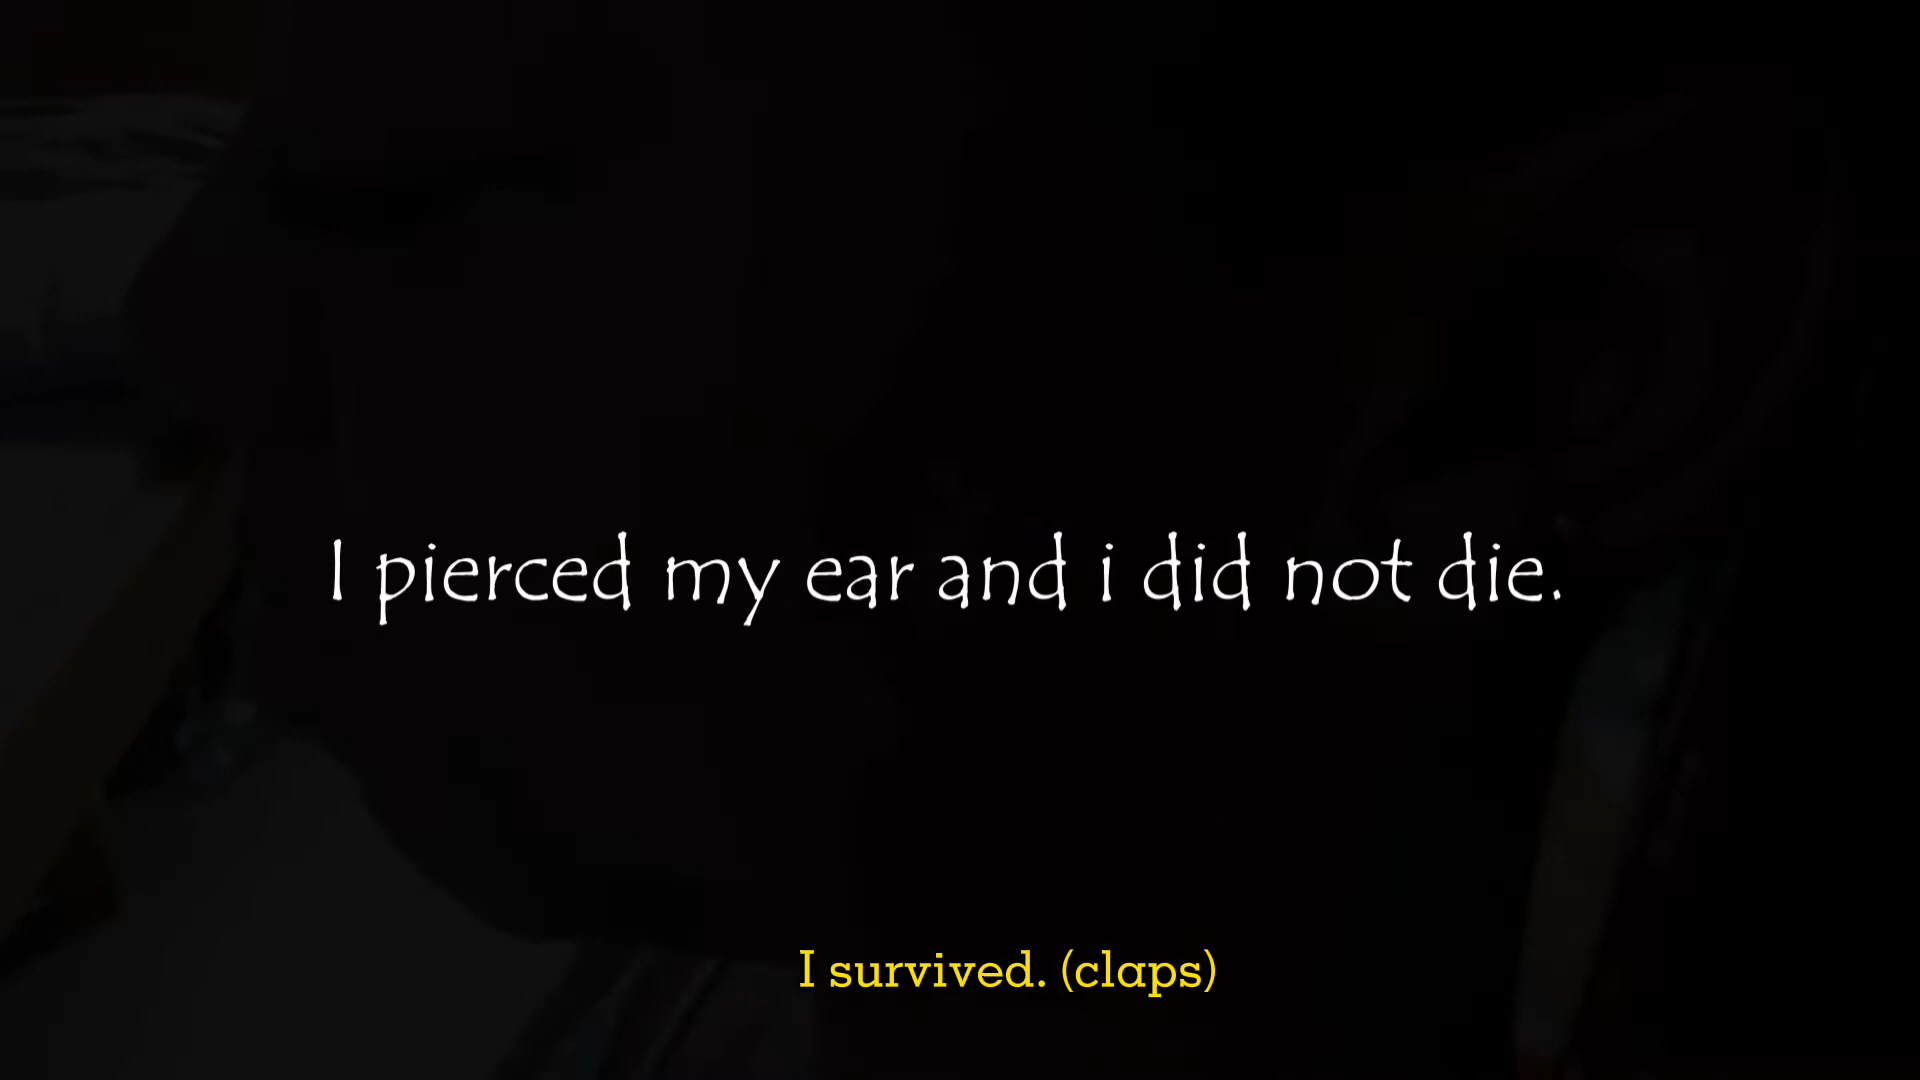 I pierced my ear and i did not die.
I survived. (claps)